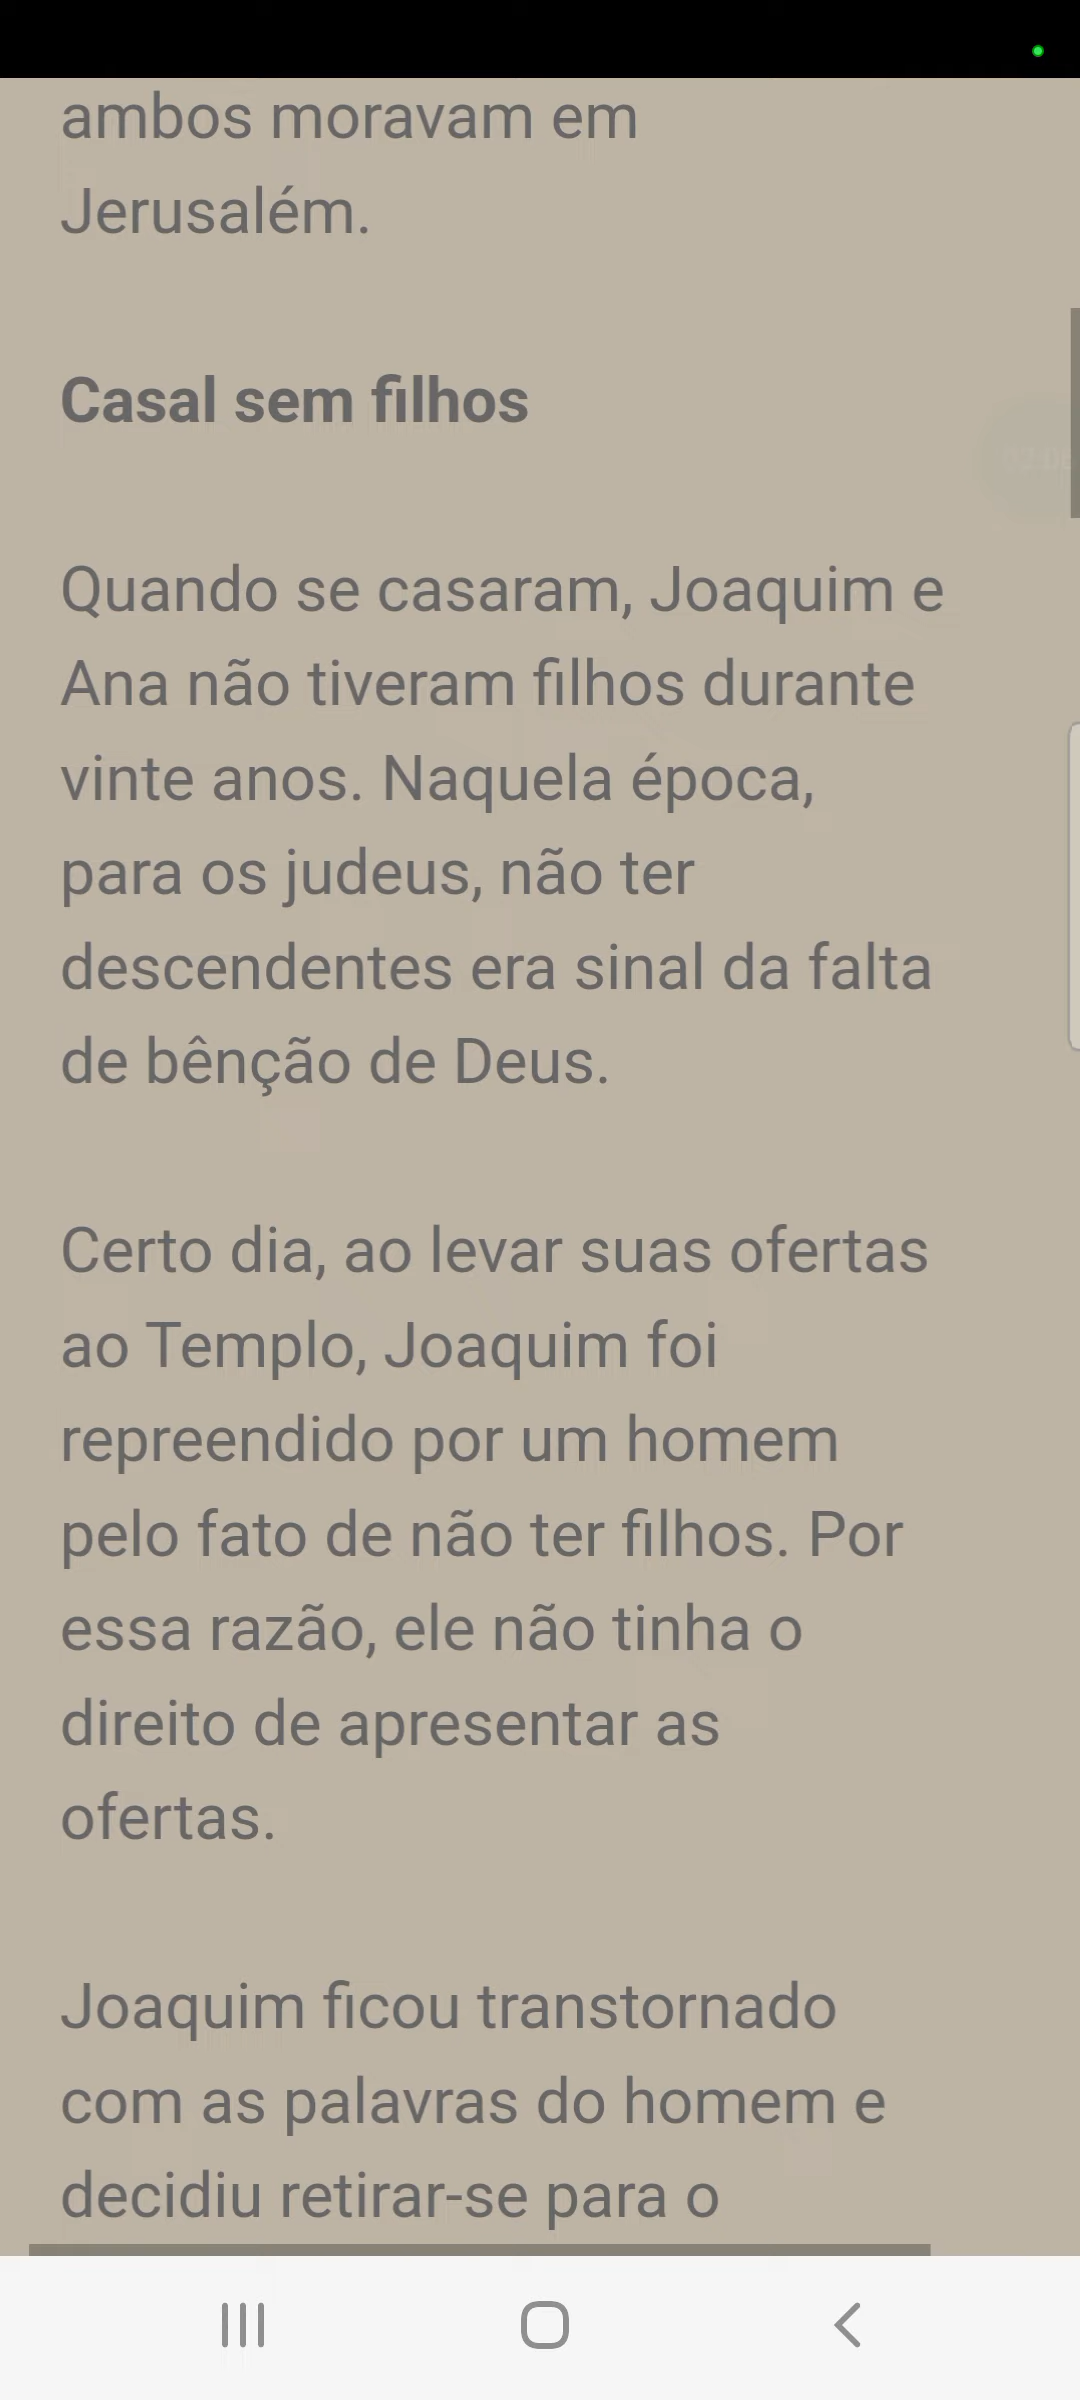 ambos moravam em
Jerusalém.
Casal sem filhos
02:06
Quando se casaram, Joaquim e
Ana não tiveram filhos durante
vinte anos. Naquela época,
para os judeus, não ter
descendentes era sinal da falta
de bênção de Deus.
Certo dia, ao levar suas ofertas
ao Templo, Joaquim foi
repreendido por um homem
pelo fato de não ter filhos. Por
essa razão, ele não tinha o
direito de apresentar as
ofertas.
Joaquim ficou transtornado
com as palavras do homem e
decidiu retirar-se para o